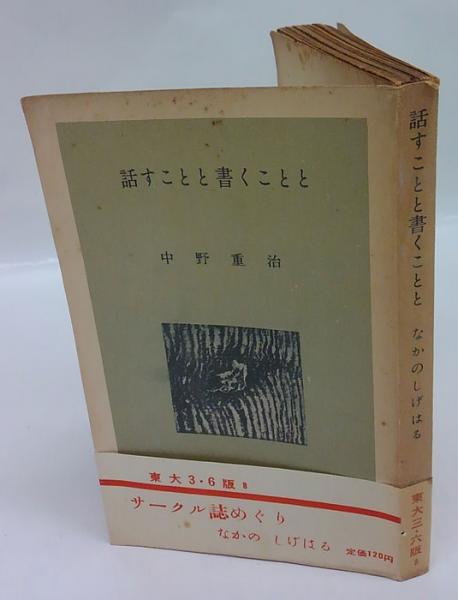 話すことと書くことと
中野重治
東大3・6版 8
サークル誌めぐり
なかの しげはる
定価120円
話すことと書くことと なかのしげはる
東大三・六版 8